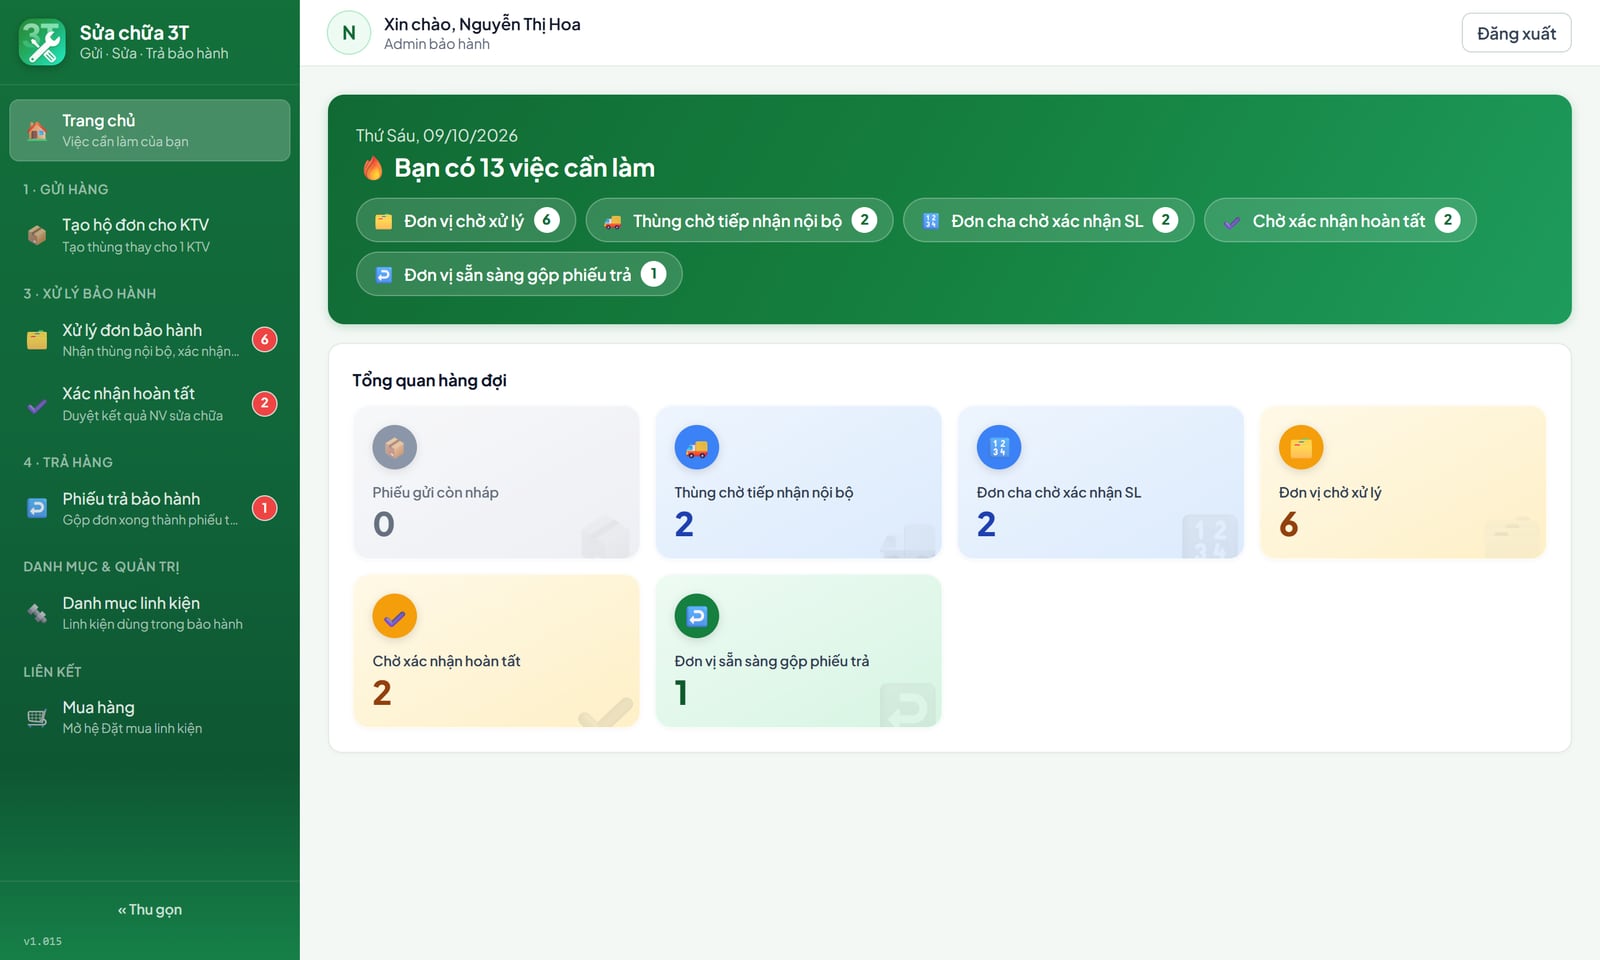 Sửa chữa 3T
Gửi · Sửa · Trả bảo hành
Trang chủ
Việc cần làm của bạn
1 · GỬI HÀNG
Tạo hộ đơn cho KTV
Tạo thùng thay cho 1 KTV
3 · XỬ LÝ BẢO HÀNH
Xử lý đơn bảo hành
Nhận thùng nội bộ, xác nhận...
6
Xác nhận hoàn tất
Duyệt kết quả NV sửa chữa
2
4 · TRẢ HÀNG
Phiếu trả bảo hành
Gộp đơn xong thành phiếu t...
1
DANH MỤC & QUẢN TRỊ
Danh mục linh kiện
Linh kiện dùng trong bảo hành
LIÊN KẾT
Mua hàng
Mở hệ Đặt mua linh kiện
« Thu gọn
v1.015
N
Xin chào, Nguyễn Thị Hoa
Admin bảo hành
Đăng xuất
Thứ Sáu, 09/10/2026
Bạn có 13 việc cần làm
Đơn vị chờ xử lý 6
Thùng chờ tiếp nhận nội bộ 2
Đơn cha chờ xác nhận SL 2
Chờ xác nhận hoàn tất 2
Đơn vị sẵn sàng gộp phiếu trả 1
Tổng quan hàng đợi
Phiếu gửi còn nháp
0
Thùng chờ tiếp nhận nội bộ
2
Đơn cha chờ xác nhận SL
2
Đơn vị chờ xử lý
6
Chờ xác nhận hoàn tất
2
Đơn vị sẵn sàng gộp phiếu trả
1